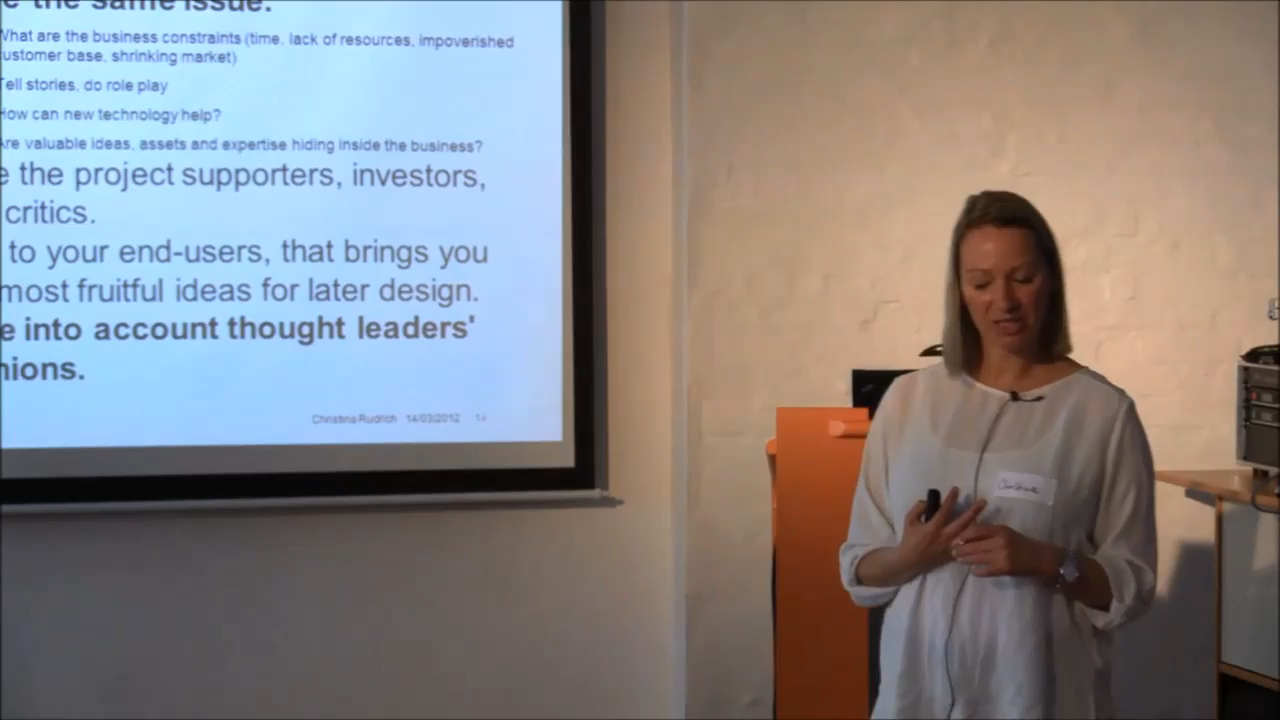 e the same issue.
What are the business constraints (time, lack of resources, impoverished
customer base, shrinking market)
Tell stories, do role play
How can new technology help?
Are valuable ideas, assets and expertise hiding inside the business?
e the project supporters, investors,
critics.
to your end-users, that brings you
most fruitful ideas for later design.
e into account thought leaders'
nions.
Christina Rudrich 14/03/2012 14